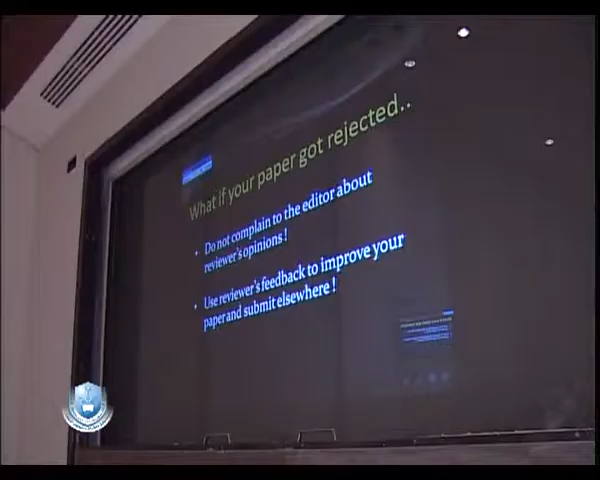 What if your paper got rejected..
• Do not complain to the editor about
reviewer's opinions !
• Use reviewer's feedback to improve your
paper and submit elsewhere !